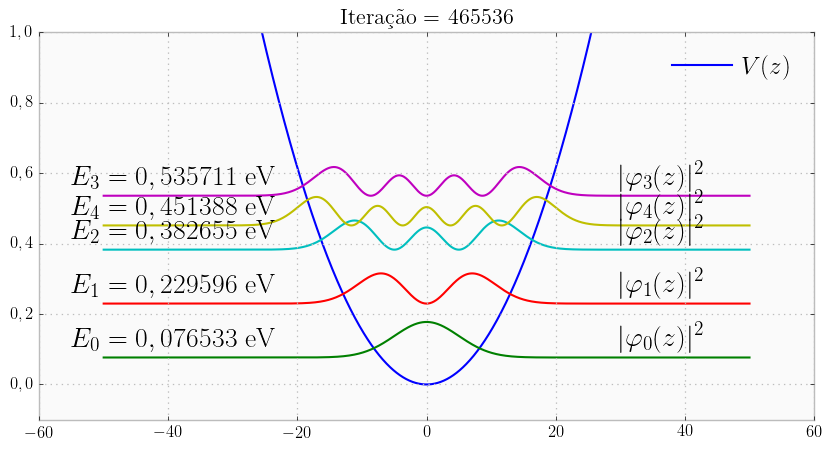 Iteração = 465536
1,0
V(z)
0,8
0,6
E₃ = 0,535711 eV
|φ₃(z)|²
E₄ = 0,451388 eV
|φ₄(z)|²
E₂ = 0,382655 eV
|φ₂(z)|²
0,4
E₁ = 0,229596 eV
|φ₁(z)|²
0,2
E₀ = 0,076533 eV
|φ₀(z)|²
0,0
−60 −40 −20 0 20 40 60